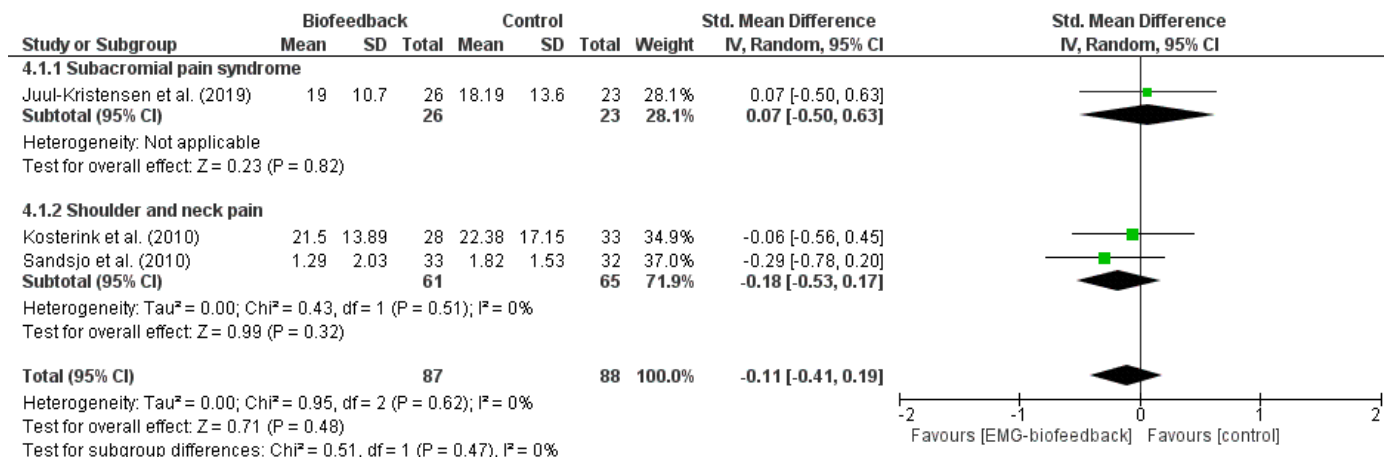 Biofeedback Control Std. Mean Difference Std. Mean Difference
Study or Subgroup Mean SD Total Mean SD Total Weight IV, Random, 95% CI IV, Random, 95% CI
4.1.1 Subacromial pain syndrome
Juul-Kristensen et al. (2019) 19 10.7 26 18.19 13.6 23 28.1% 0.07 [-0.50, 0.63]
Subtotal (95% CI) 26 23 28.1% 0.07 [-0.50, 0.63]
Heterogeneity: Not applicable
Test for overall effect: Z = 0.23 (P = 0.82)
4.1.2 Shoulder and neck pain
Kosterink et al. (2010) 21.5 13.89 28 22.38 17.15 33 34.9% -0.06 [-0.56, 0.45]
Sandsjo et al. (2010) 1.29 2.03 33 1.82 1.53 32 37.0% -0.29 [-0.78, 0.20]
Subtotal (95% CI) 61 65 71.9% -0.18 [-0.53, 0.17]
Heterogeneity: Tau² = 0.00; Chi² = 0.43, df = 1 (P = 0.51); I² = 0%
Test for overall effect: Z = 0.99 (P = 0.32)
Total (95% CI) 87 88 100.0% -0.11 [-0.41, 0.19]
Heterogeneity: Tau² = 0.00; Chi² = 0.95, df = 2 (P = 0.62); I² = 0%
Test for overall effect: Z = 0.71 (P = 0.48)
Test for subgroup differences: Chi² = 0.51, df = 1 (P = 0.47), I² = 0%
-2 -1 0 1 2
Favours [EMG-biofeedback] Favours [control]